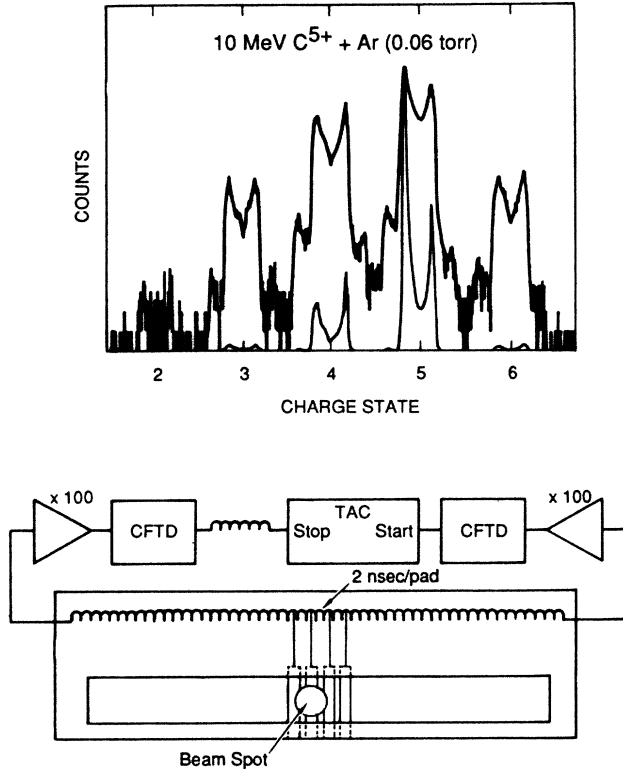 10 MeV C5+ + Ar (0.06 torr)
COUNTS
2 3 4 5 6
CHARGE STATE
x 100 x 100
TAC
CFTD Stop Start CFTD
2 nsec/pad
Beam Spot